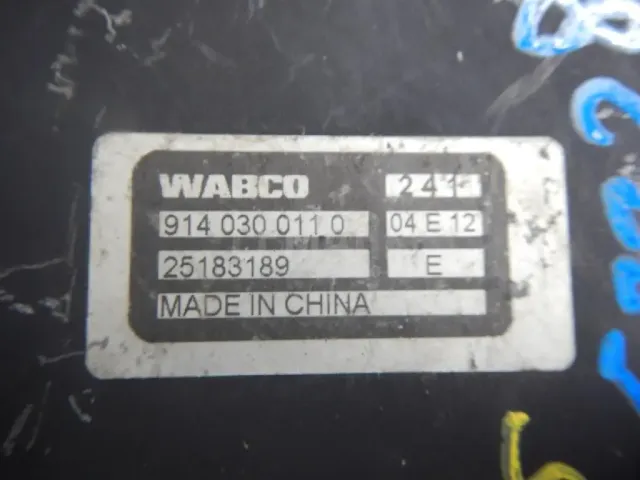 WABCO 241
914 030 011 0 04 E 12
25183189 E
MADE IN CHINA